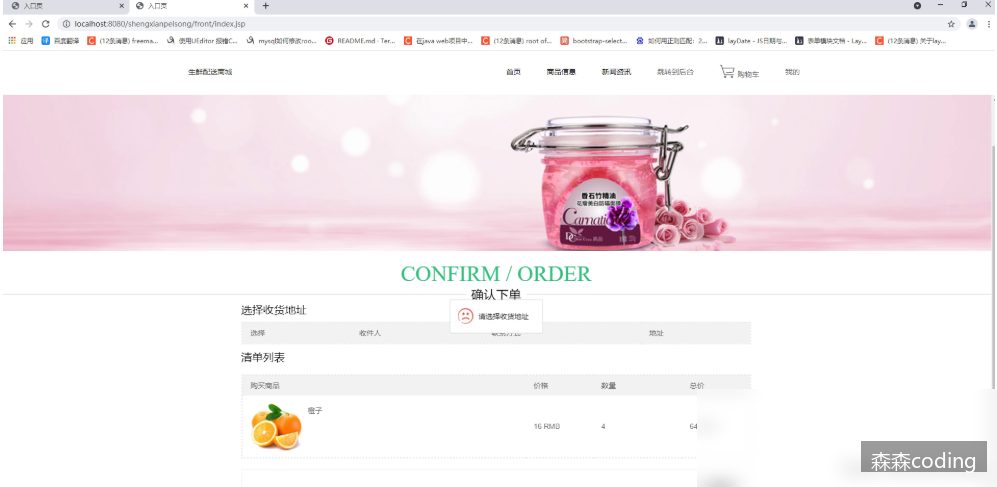 入口页
入口页
localhost:8080/shengxianpeisong/front/index.jsp
应用 百度翻译 (12条消息) freema... 使用UEditor 报错C... mysql如何修改roo... README.md · Ter... 在java web项目中... (12条消息) root of... bootstrap-select... 如何用正则匹配：2... layDate - JS日期与... 表单模块文档 - Lay... (12条消息) 关于lay...
生鲜配送商城 首页 商品信息 新闻资讯 跳转到后台 购物车 我的
香石竹精油
Carnation
CONFIRM / ORDER
确认下单
选择收货地址
请选择收货地址
选择 收件人 地址
清单列表
购买商品 价格 数量 总价
橙子
16 RMB 4 64
森森coding